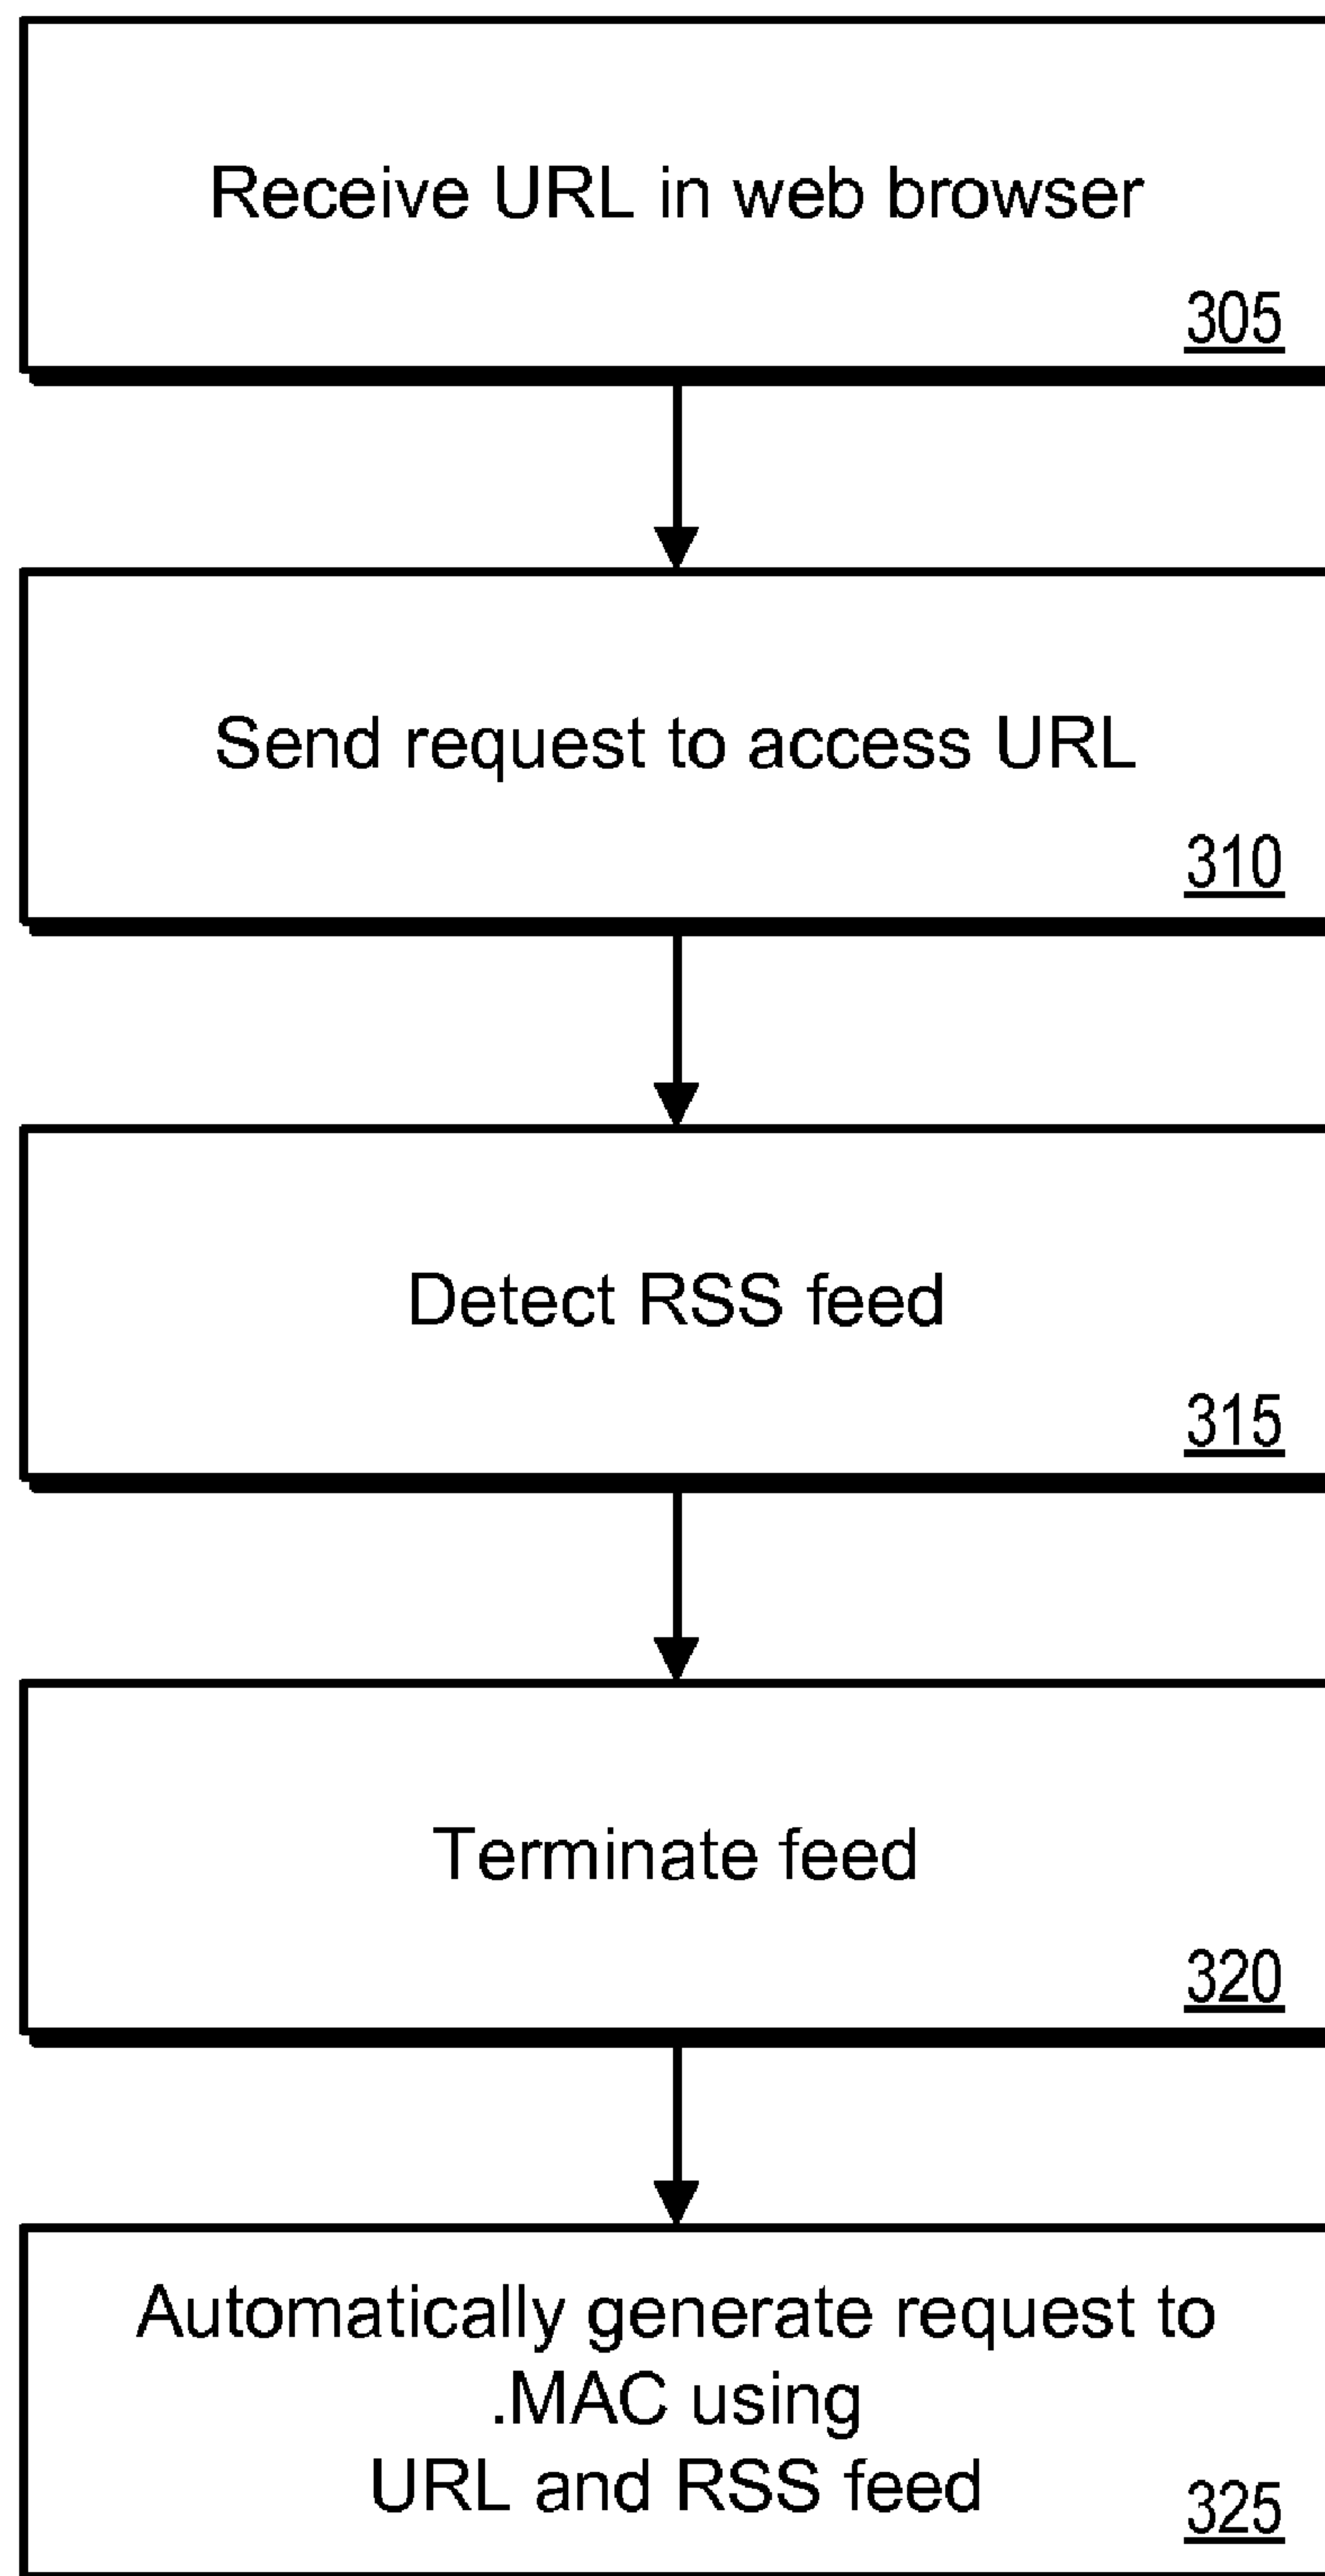 Receive URL in web browser
305
Send request to access URL
310
Detect RSS feed
315
Terminate feed
320
Automatically generate request to
.MAC using
URL and RSS feed
325